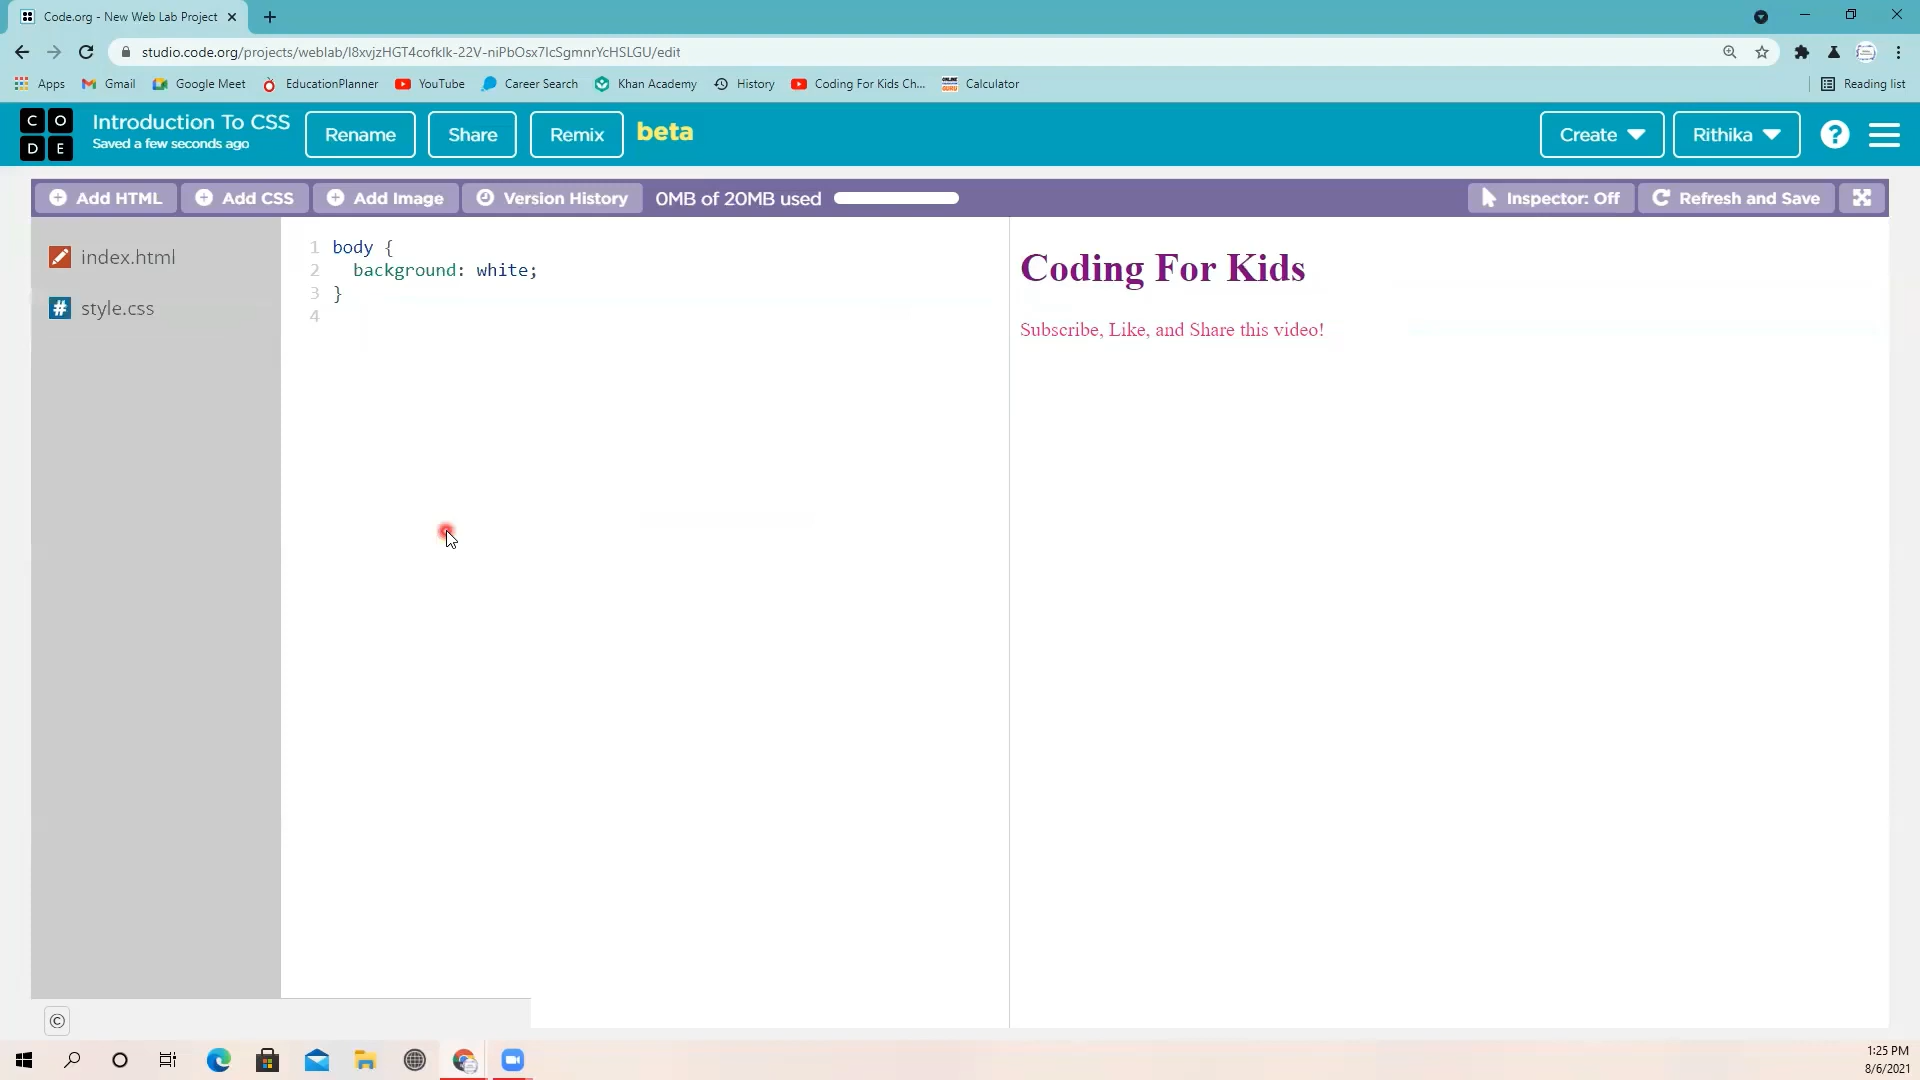 Code.org - New Web Lab Project
studio.code.org/projects/weblab/l8xvjzHGT4cofklk-22V-niPbOsx7lcSgmnrYcHSLGU/edit
Apps Gmail Google Meet EducationPlanner YouTube Career Search Khan Academy History Coding For Kids Ch... Calculator Reading list
CODE
Introduction To CSS
Saved a few seconds ago
Rename Share Remix beta Create Rithika ?
Add HTML Add CSS Add Image Version History 0MB of 20MB used Inspector: Off Refresh and Save
index.html
# style.css
1 body {
2 background: white;
3 }
4
Coding For Kids
Subscribe, Like, and Share this video!
©
1:25 PM
8/6/2021